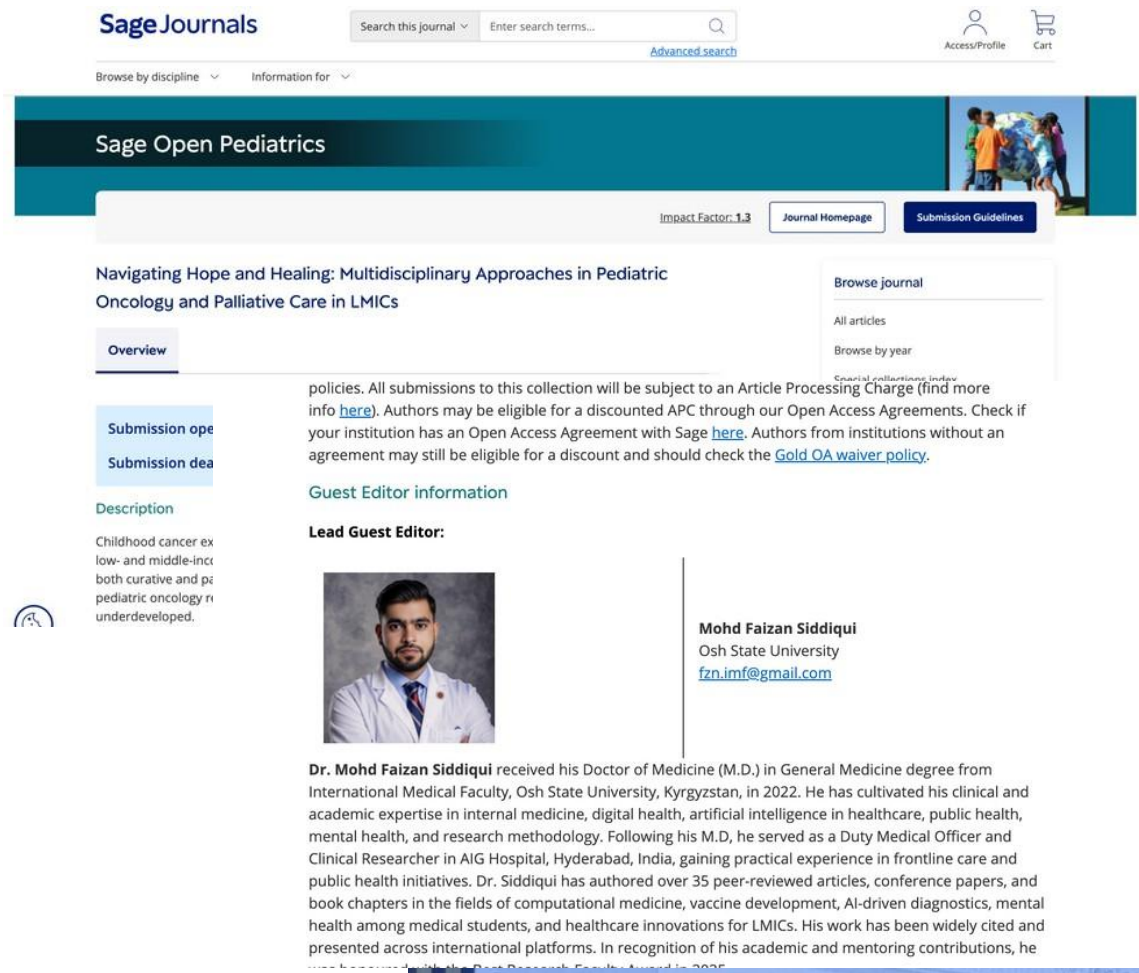 Sage Journals
Search this journal
Enter search terms...
Advanced search
Access/Profile
Cart
Browse by discipline
Information for
Sage Open Pediatrics
Impact Factor: 1.3
Journal Homepage
Submission Guidelines
Navigating Hope and Healing: Multidisciplinary Approaches in Pediatric
Oncology and Palliative Care in LMICs
Browse journal
All articles
Browse by year
Special collections index
Overview
Submission ope
Submission dea
Description
Childhood cancer ex
low- and middle-inco
both curative and pa
pediatric oncology re
underdeveloped.
policies. All submissions to this collection will be subject to an Article Processing Charge (find more
info here). Authors may be eligible for a discounted APC through our Open Access Agreements. Check if
your institution has an Open Access Agreement with Sage here. Authors from institutions without an
agreement may still be eligible for a discount and should check the Gold OA waiver policy.
Guest Editor information
Lead Guest Editor:
Mohd Faizan Siddiqui
Osh State University
fzn.imf@gmail.com
Dr. Mohd Faizan Siddiqui received his Doctor of Medicine (M.D.) in General Medicine degree from
International Medical Faculty, Osh State University, Kyrgyzstan, in 2022. He has cultivated his clinical and
academic expertise in internal medicine, digital health, artificial intelligence in healthcare, public health,
mental health, and research methodology. Following his M.D, he served as a Duty Medical Officer and
Clinical Researcher in AIG Hospital, Hyderabad, India, gaining practical experience in frontline care and
public health initiatives. Dr. Siddiqui has authored over 35 peer-reviewed articles, conference papers, and
book chapters in the fields of computational medicine, vaccine development, AI-driven diagnostics, mental
health among medical students, and healthcare innovations for LMICs. His work has been widely cited and
presented across international platforms. In recognition of his academic and mentoring contributions, he
was honoured with the Best Research Faculty Award in 2025